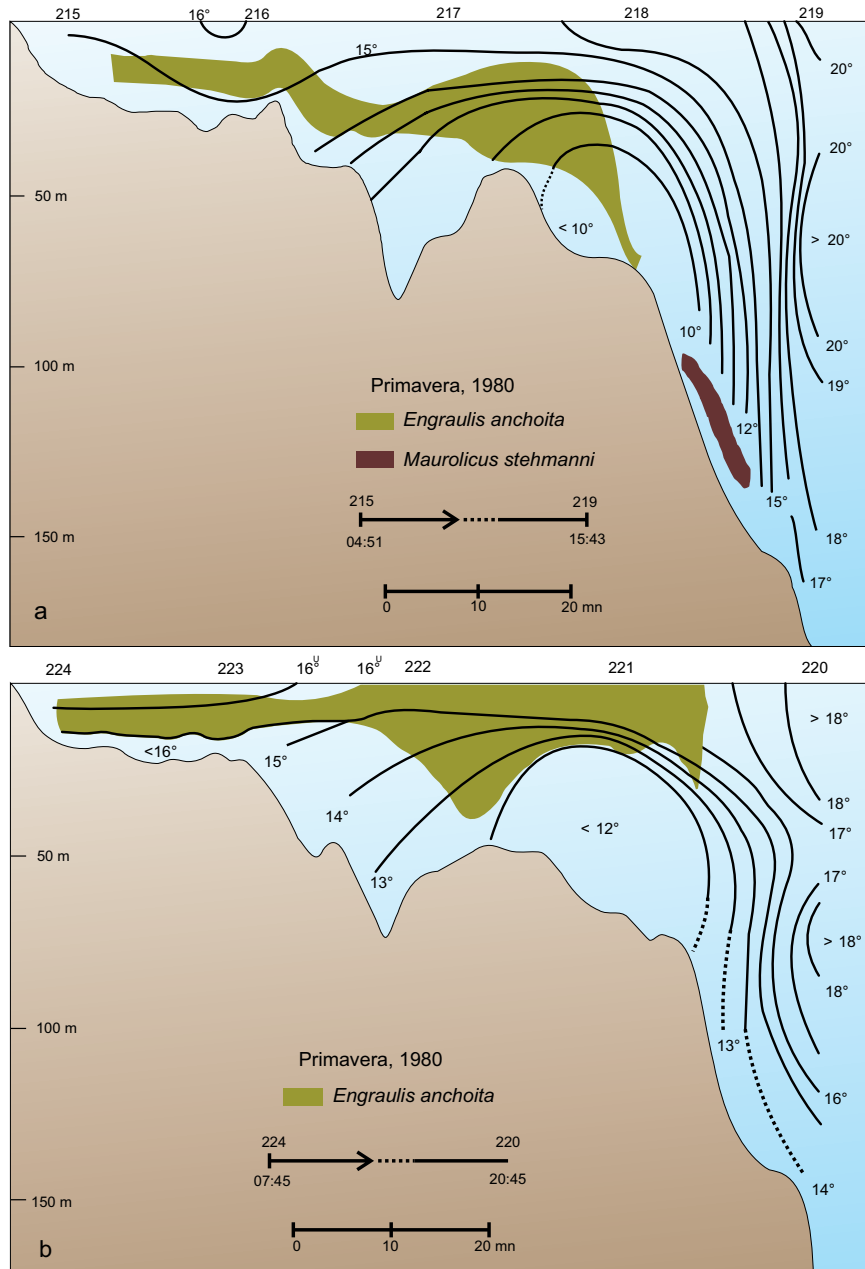 215 16° 216 217 218 219
15°
20°
20°
50 m
< 10°
> 20°
10°
20°
100 m
19°
Primavera, 1980
Engraulis anchoita
12°
Maurolicus stehmanni
215 219
15°
04:51 15:43
150 m
18°
17°
0 10 20 mn
a
224 223 16°U 16°U 222 221 220
> 18°
<16°
15°
18°
14°
< 12°
17°
50 m
13°
17°
> 18°
18°
100 m
13°
Primavera, 1980
Engraulis anchoita
16°
224 220
07:45 20:45
14°
150 m
0 10 20 mn
b